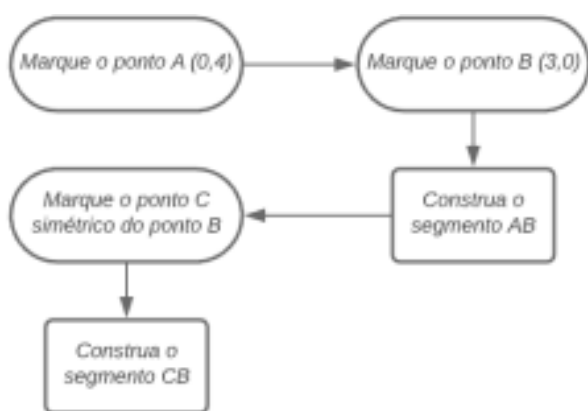 Marque o ponto A (0,4)
Marque o ponto B (3,0)
Construa o
segmento AB
Marque o ponto C
simétrico do ponto B
Construa o
segmento CB